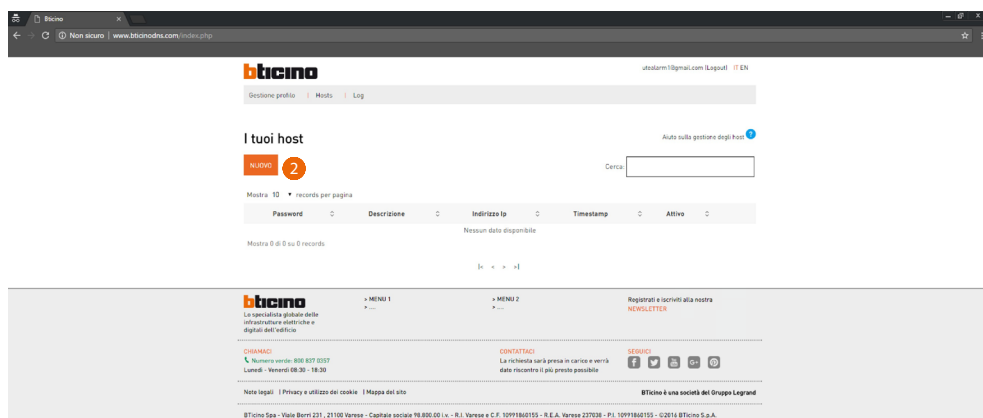 Bticino
Non sicuro | www.bticinodns.com/index.php
bticino
utealarm1@gmail.com (Logout) IT EN
Gestione profilo | Hosts | Log
I tuoi host
Aiuto sulla gestione degli host ?
NUOVO
2
Cerca:
Mostra 10 records per pagina
Password Descrizione Indirizzo Ip Timestamp Attivo
Nessun dato disponibile
Mostra 0 di 0 su 0 records.
|< < > >|
bticino
Lo specialista globale delle
infrastrutture elettriche e
digitali dell'edificio
> MENU 1
> ....
> MENU 2
> ....
Registrati e iscriviti alla nostra
NEWSLETTER
CHIAMACI
Numero verde: 800 837 0357
Lunedì - Venerdì 08:30 - 18:30
CONTATTACI
La richiesta sarà presa in carico e verrà
dato riscontro il più presto possibile
SEGUICI
Note legali | Privacy e utilizzo dei cookie | Mappa del sito
BTicino è una società del Gruppo Legrand
BTicino Spa - Viale Borri 231 , 21100 Varese - Capitale sociale 98.800.00 i.v. - R.I. Varese e C.F. 10991860155 - R.E.A. Varese 237038 - P.I. 10991860155 - ©2016 BTicino S.p.A.